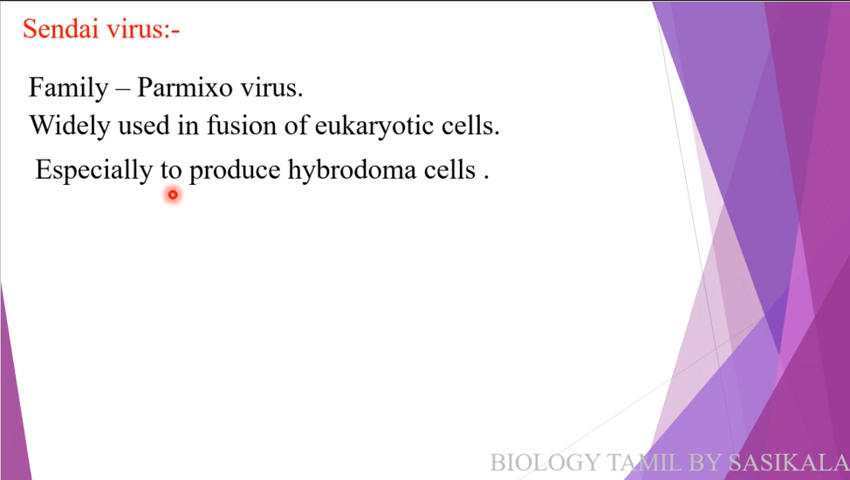 Sendai virus:-
Family – Parmixo virus.
Widely used in fusion of eukaryotic cells.
Especially to produce hybrodoma cells .
BIOLOGY TAMIL BY SASIKALA